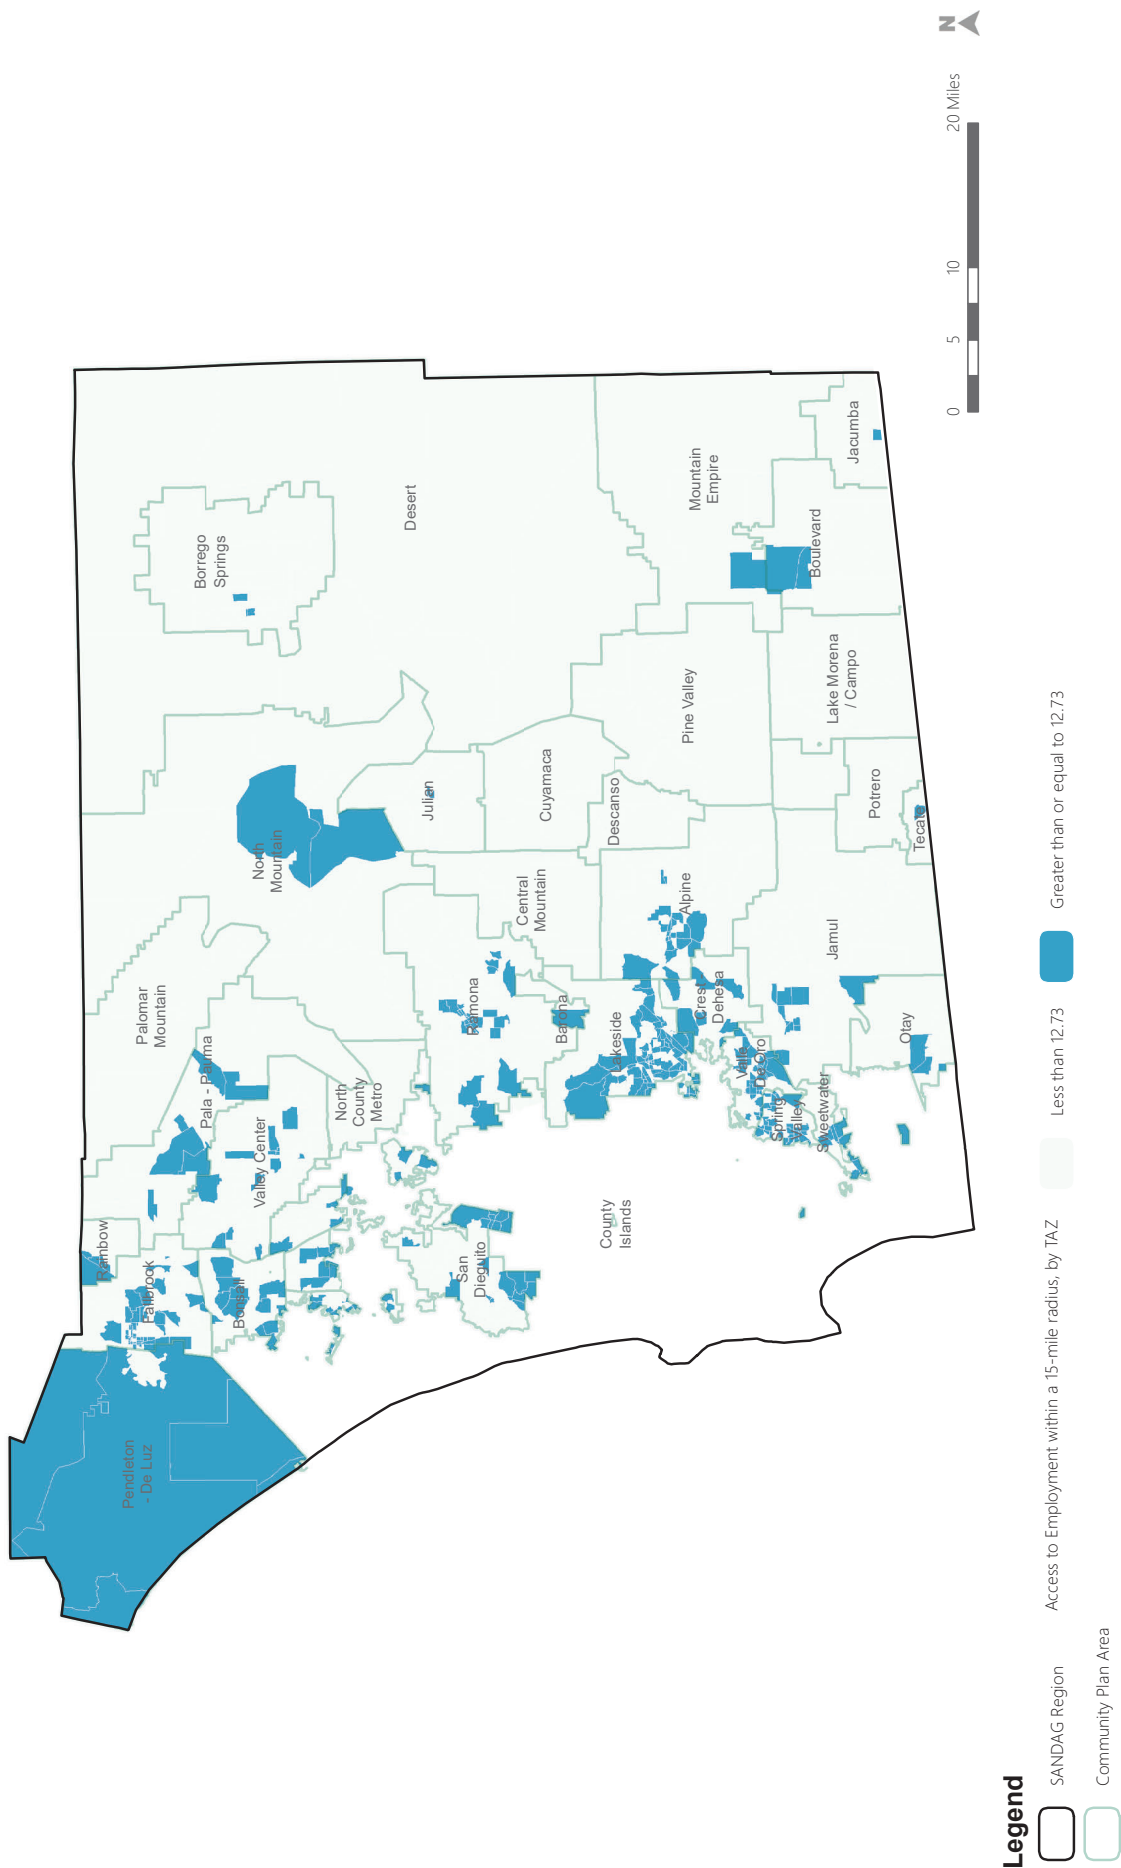 Pendleton
- De Luz
Fallbrook
Rainbow
Bonsall
Pala - Pauma
Palomar
Mountain
Valley Center
North
County
Metro
North
Mountain
Borrego
Springs
Desert
San
Dieguito
Ramona
Julian
Barona
Central
Mountain
Cuyamaca
County
Islands
Lakeside
Descanso
Alpine
Crest
Dehesa
Pine Valley
Mountain
Empire
Valle
De Oro
Spring
Valley
Sweetwater
Jamul
Lake Morena
/ Campo
Boulevard
Jacumba
Otay
Potrero
Tecate
N
0
5
10
20 Miles
Legend
SANDAG Region
Community Plan Area
Access to Employment within a 15-mile radius, by TAZ
Less than 12.73
Greater than or equal to 12.73